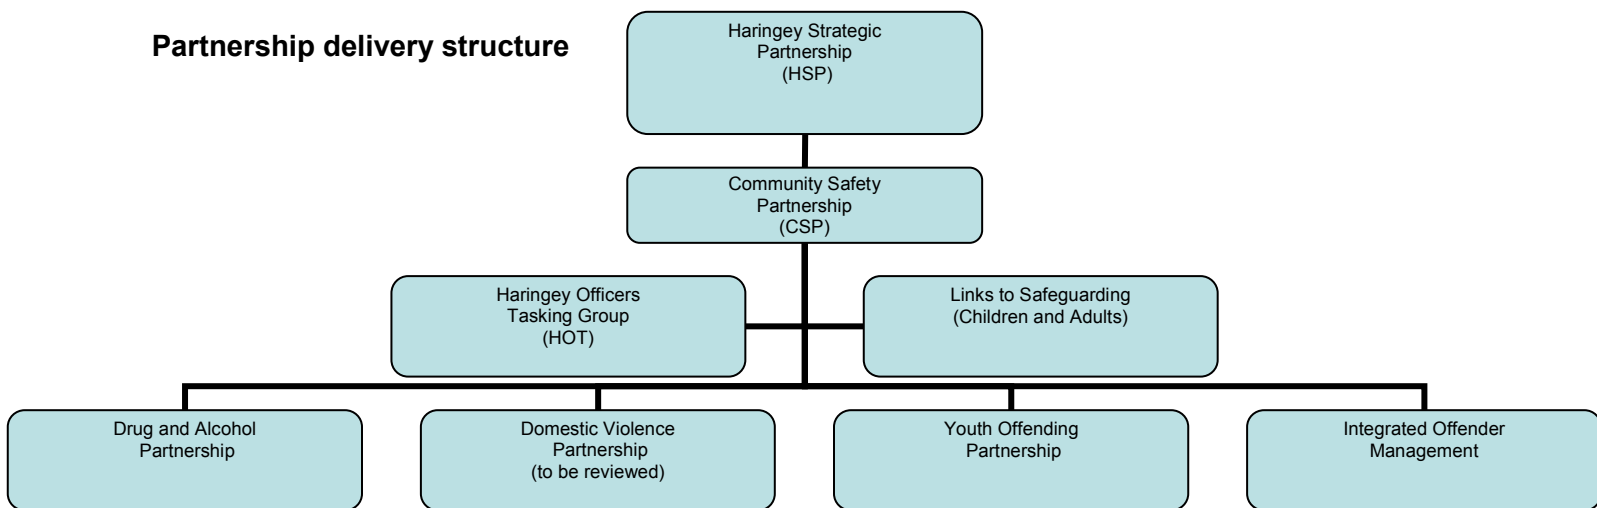 Partnership delivery structure
Haringey Strategic
Partnership
(HSP)
Community Safety
Partnership
(CSP)
Haringey Officers
Tasking Group
(HOT)
Links to Safeguarding
(Children and Adults)
Drug and Alcohol
Partnership
Domestic Violence
Partnership
(to be reviewed)
Youth Offending
Partnership
Integrated Offender
Management